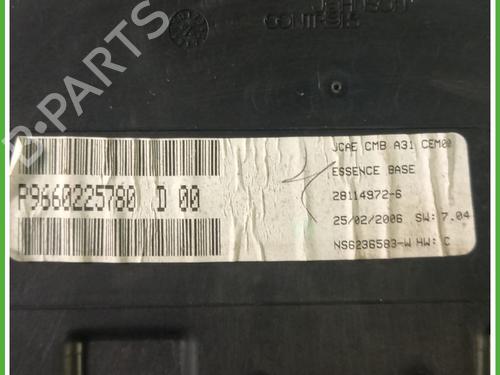 JOHNSON
CONTROLS
B-PARTS
P9660225780 D 00
JCAE CMB A31 CEM00
ESSENCE BASE
28114972-6
25/02/2006 SW: 7.04
NS6236583-W HW: C